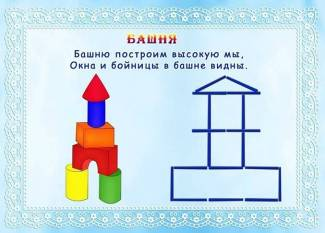 БАШНЯ
Башню построим высокую мы,
Окна и бойницы в башне видны.